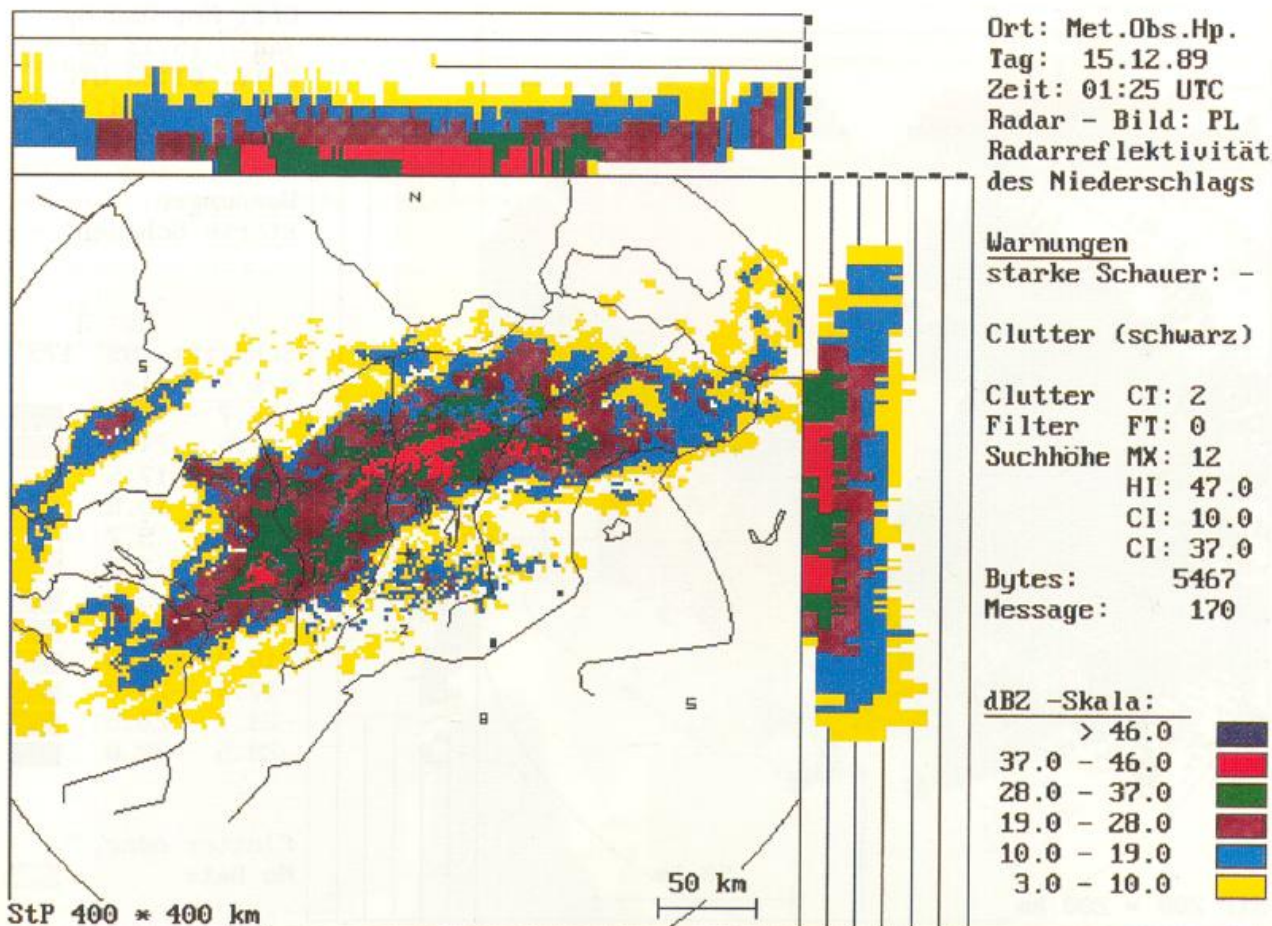 Ort: Met.Obs.Hp.
Tag: 15.12.89
Zeit: 01:25 UTC
Radar - Bild: PL
Radarreflektivität
des Niederschlags
Warnungen
starke Schauer: -
Clutter (schwarz)
Clutter CT: 2
Filter FT: 0
Suchhöhe MX: 12
HI: 47.0
CI: 10.0
CI: 37.0
Bytes: 5467
Message: 170
dBZ -Skala:
> 46.0
37.0 - 46.0
28.0 - 37.0
19.0 - 28.0
10.0 - 19.0
3.0 - 10.0
N
S
Z
B
S
50 km
StP 400 * 400 km